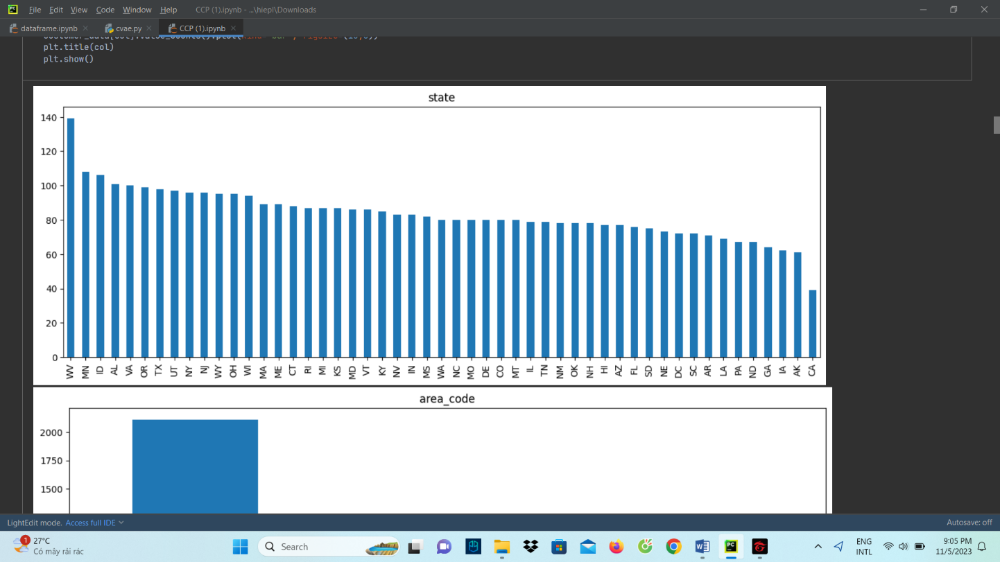 PC File Edit View Code Window Help CCP (1).ipynb - ...\hiepl\Downloads
dataframe.ipynb cvae.py CCP (1).ipynb
plt.title(col)
plt.show()
state
140
120
100
80
60
40
20
0
WV MN ID AL VA OR TX UT NY NJ WY OH WI MA ME CT RI MI KS MD VT KY NV IN MS WA NC MO DE CO MT IL TN NM OK NH HI AZ FL SD NE DC SC AR LA PA ND GA IA AK CA
area_code
2000
1750
1500
LightEdit mode. Access full IDE Autosave: off
1
27°C
Có mây rải rác
Search
PC
ENG
INTL
9:05 PM
11/5/2023